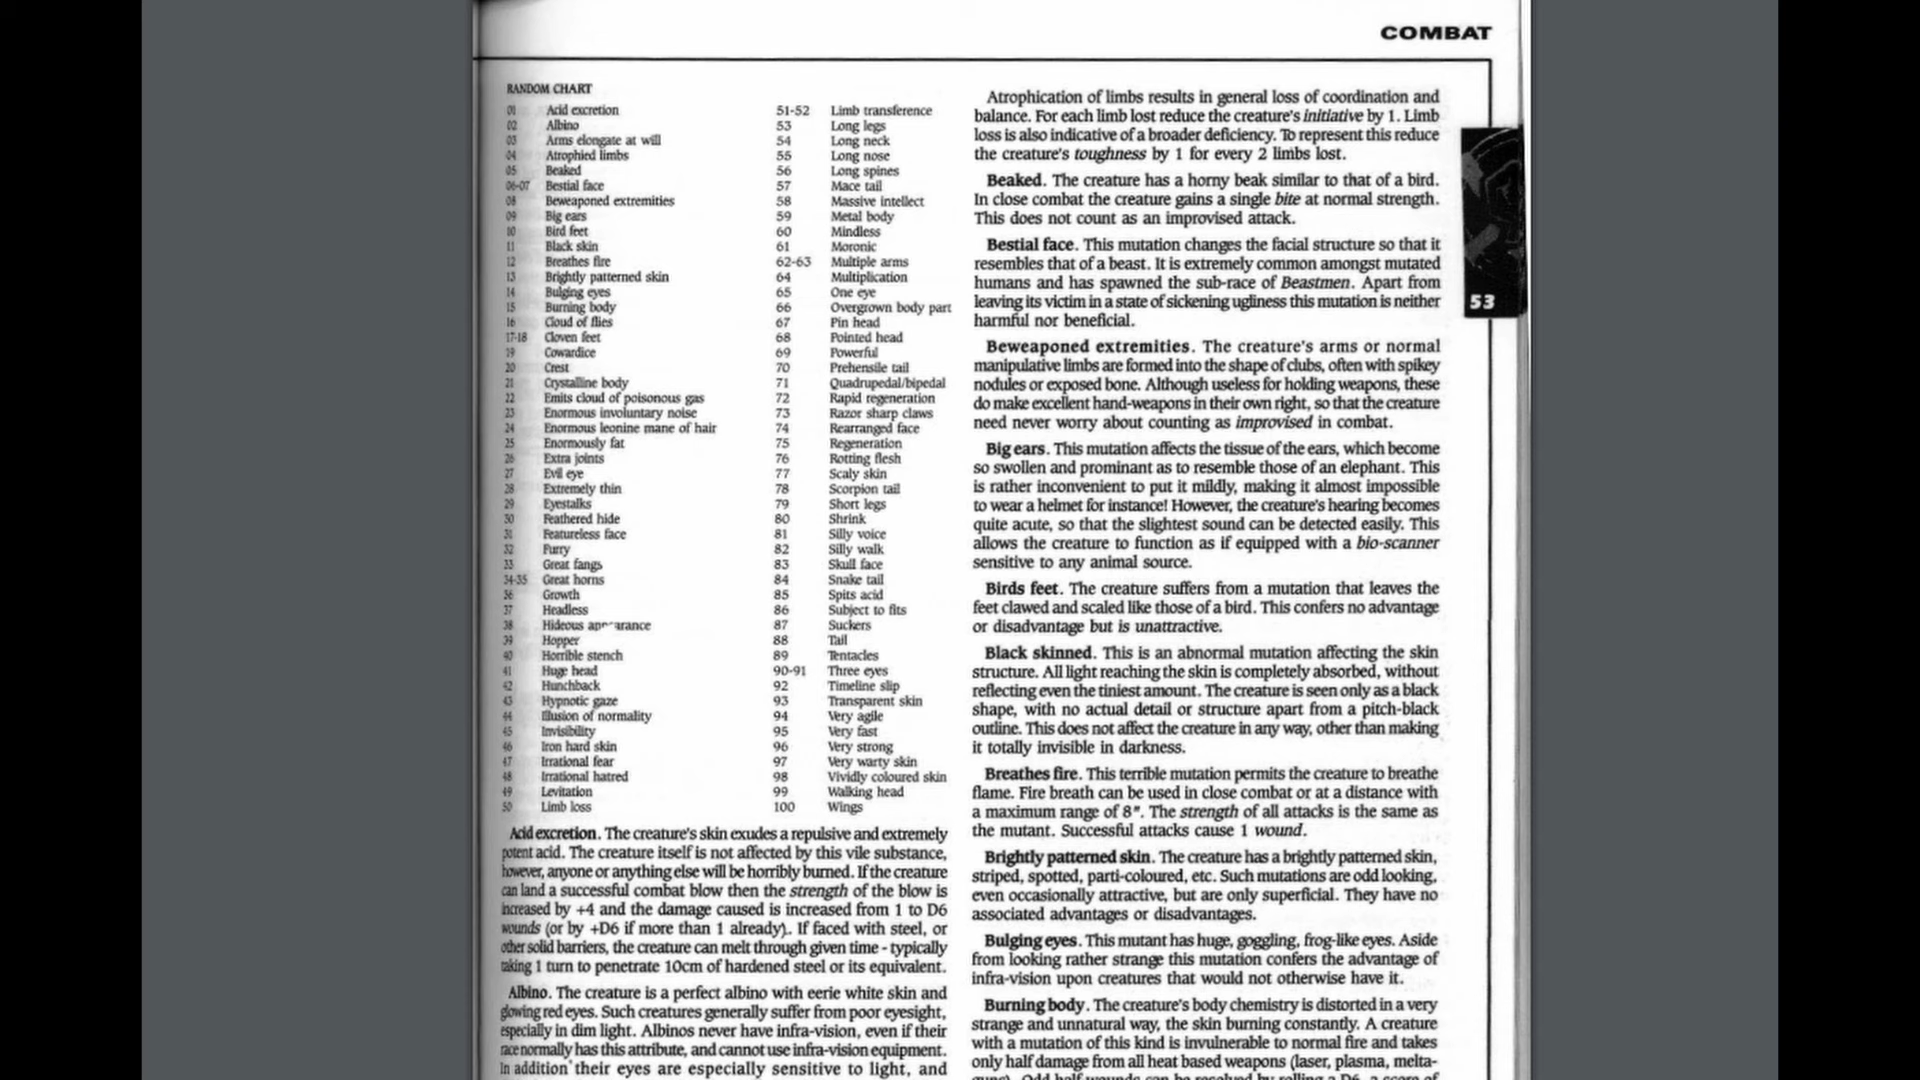 COMBAT
RANDOM CHART
01 Acid excretion
02 Albino
03 Arms elongate at will
04 Atrophied limbs
05 Beaked
06-07 Bestial face
08 Beweaponed extremities
09 Big ears
10 Bird feet
11 Black skin
12 Breathes fire
13 Brightly patterned skin
14 Bulging eyes
15 Burning body
16 Cloud of flies
17-18 Cloven feet
19 Cowardice
20 Crest
21 Crystalline body
22 Emits cloud of poisonous gas
23 Enormous involuntary noise
24 Enormous leonine mane of hair
25 Enormously fat
26 Extra joints
27 Evil eye
28 Extremely thin
29 Eyestalks
30 Feathered hide
31 Featureless face
32 Furry
33 Great fangs
34-35 Great horns
36 Growth
37 Headless
38 Hideous appearance
39 Hopper
40 Horrible stench
41 Huge head
42 Hunchback
43 Hypnotic gaze
44 Illusion of normality
45 Invisibility
46 Iron hard skin
47 Irrational fear
48 Irrational hatred
49 Levitation
50 Limb loss
51-52 Limb transference
53 Long legs
54 Long neck
55 Long nose
56 Long spines
57 Mace tail
58 Massive intellect
59 Metal body
60 Mindless
61 Moronic
62-63 Multiple arms
64 Multiplication
65 One eye
66 Overgrown body part
67 Pin head
68 Pointed head
69 Powerful
70 Prehensile tail
71 Quadrupedal/bipedal
72 Rapid regeneration
73 Razor sharp claws
74 Rearranged face
75 Regeneration
76 Rotting flesh
77 Scaly skin
78 Scorpion tail
79 Short legs
80 Shrink
81 Silly voice
82 Silly walk
83 Skull face
84 Snake tail
85 Spits acid
86 Subject to fits
87 Suckers
88 Tail
89 Tentacles
90-91 Three eyes
92 Timeline slip
93 Transparent skin
94 Very agile
95 Very fast
96 Very strong
97 Very warty skin
98 Vividly coloured skin
99 Walking head
100 Wings
Acid excretion. The creature's skin exudes a repulsive and extremely
potent acid. The creature itself is not affected by this vile substance,
however, anyone or anything else will be horribly burned. If the creature
can land a successful combat blow then the strength of the blow is
increased by +4 and the damage caused is increased from 1 to D6
wounds (or by +D6 if more than 1 already). If faced with steel, or
other solid barriers, the creature can melt through given time - typically
taking 1 turn to penetrate 10cm of hardened steel or its equivalent.
Albino. The creature is a perfect albino with eerie white skin and
glowing red eyes. Such creatures generally suffer from poor eyesight,
especially in dim light. Albinos never have infra-vision, even if their
race normally has this attribute, and cannot use infra-vision equipment.
In addition their eyes are especially sensitive to light, and
Atrophication of limbs results in general loss of coordination and
balance. For each limb lost reduce the creature's initiative by 1. Limb
loss is also indicative of a broader deficiency. To represent this reduce
the creature's toughness by 1 for every 2 limbs lost.
Beaked. The creature has a horny beak similar to that of a bird.
In close combat the creature gains a single bite at normal strength.
This does not count as an improvised attack.
Bestial face. This mutation changes the facial structure so that it
resembles that of a beast. It is extremely common amongst mutated
humans and has spawned the sub-race of Beastmen. Apart from
leaving its victim in a state of sickening ugliness this mutation is neither
harmful nor beneficial.
Beweaponed extremities. The creature's arms or normal
manipulative limbs are formed into the shape of clubs, often with spikey
nodules or exposed bone. Although useless for holding weapons, these
do make excellent hand-weapons in their own right, so that the creature
need never worry about counting as improvised in combat.
Big ears. This mutation affects the tissue of the ears, which become
so swollen and prominant as to resemble those of an elephant. This
is rather inconvenient to put it mildly, making it almost impossible
to wear a helmet for instance! However, the creature's hearing becomes
quite acute, so that the slightest sound can be detected easily. This
allows the creature to function as if equipped with a bio-scanner
sensitive to any animal source.
Birds feet. The creature suffers from a mutation that leaves the
feet clawed and scaled like those of a bird. This confers no advantage
or disadvantage but is unattractive.
Black skinned. This is an abnormal mutation affecting the skin
structure. All light reaching the skin is completely absorbed, without
reflecting even the tiniest amount. The creature is seen only as a black
shape, with no actual detail or structure apart from a pitch-black
outline. This does not affect the creature in any way, other than making
it totally invisible in darkness.
Breathes fire. This terrible mutation permits the creature to breathe
flame. Fire breath can be used in close combat or at a distance with
a maximum range of 8". The strength of all attacks is the same as
the mutant. Successful attacks cause 1 wound.
Brightly patterned skin. The creature has a brightly patterned skin,
striped, spotted, parti-coloured, etc. Such mutations are odd looking,
even occasionally attractive, but are only superficial. They have no
associated advantages or disadvantages.
Bulging eyes. This mutant has huge, goggling, frog-like eyes. Aside
from looking rather strange this mutation confers the advantage of
infra-vision upon creatures that would not otherwise have it.
Burning body. The creature's body chemistry is distorted in a very
strange and unnatural way, the skin burning constantly. A creature
with a mutation of this kind is invulnerable to normal fire and takes
only half damage from all heat based weapons (laser, plasma, melta-
53